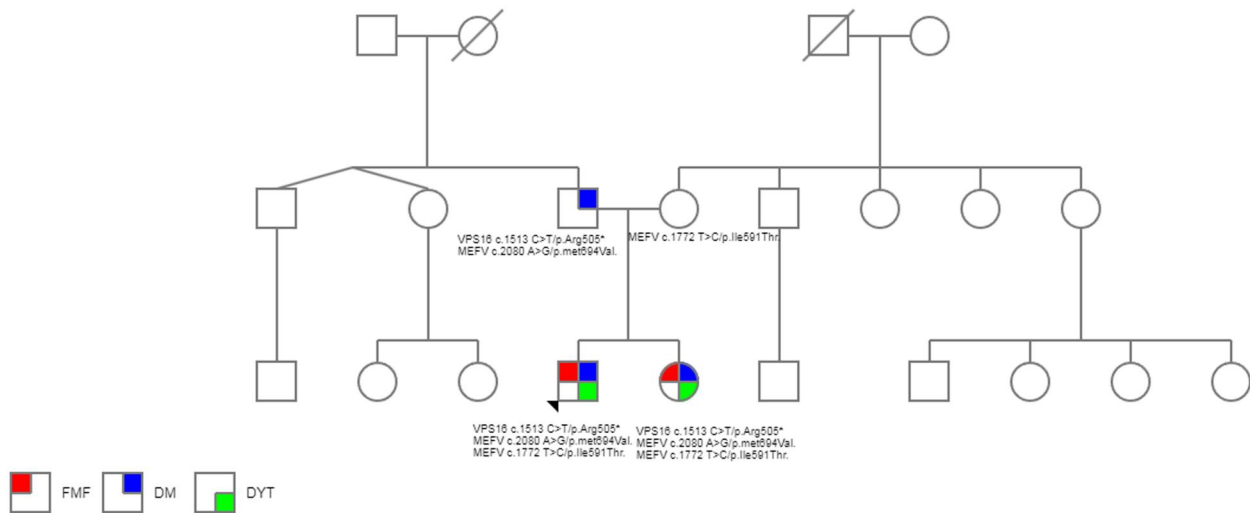 VPS16 c.1513 C>T/p.Arg505*
MEFV c.2080 A>G/p.met694Val.
MEFV c.1772 T>C/p.Ile591Thr.
VPS16 c.1513 C>T/p.Arg505*
MEFV c.2080 A>G/p.met694Val.
MEFV c.1772 T>C/p.Ile591Thr.
VPS16 c.1513 C>T/p.Arg505*
MEFV c.2080 A>G/p.met694Val.
MEFV c.1772 T>C/p.Ile591Thr.
FMF
DM
DYT